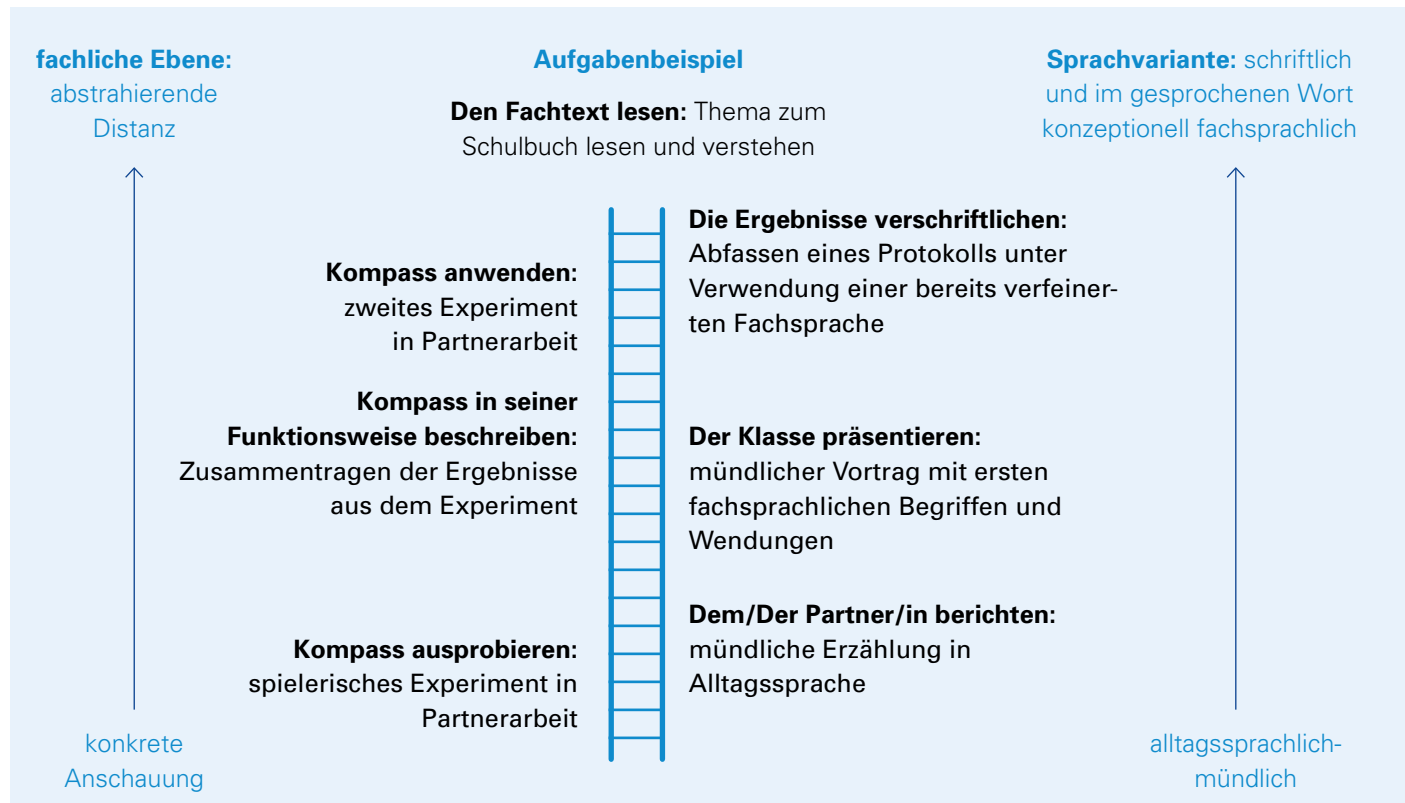 fachliche Ebene:
abstrahierende
Distanz
Aufgabenbeispiel
Den Fachtext lesen: Thema zum
Schulbuch lesen und verstehen
Sprachvariante: schriftlich
und im gesprochenen Wort
konzeptionell fachsprachlich
Die Ergebnisse verschriftlichen:
Abfassen eines Protokolls unter
Verwendung einer bereits verfeiner-
ten Fachsprache
Kompass anwenden:
zweites Experiment
in Partnerarbeit
Kompass in seiner
Funktionsweise beschreiben:
Zusammentragen der Ergebnisse
aus dem Experiment
Der Klasse präsentieren:
mündlicher Vortrag mit ersten
fachsprachlichen Begriffen und
Wendungen
Dem/Der Partner/in berichten:
mündliche Erzählung in
Alltagssprache
Kompass ausprobieren:
spielerisches Experiment in
Partnerarbeit
konkrete
Anschauung
alltagssprachlich-
mündlich